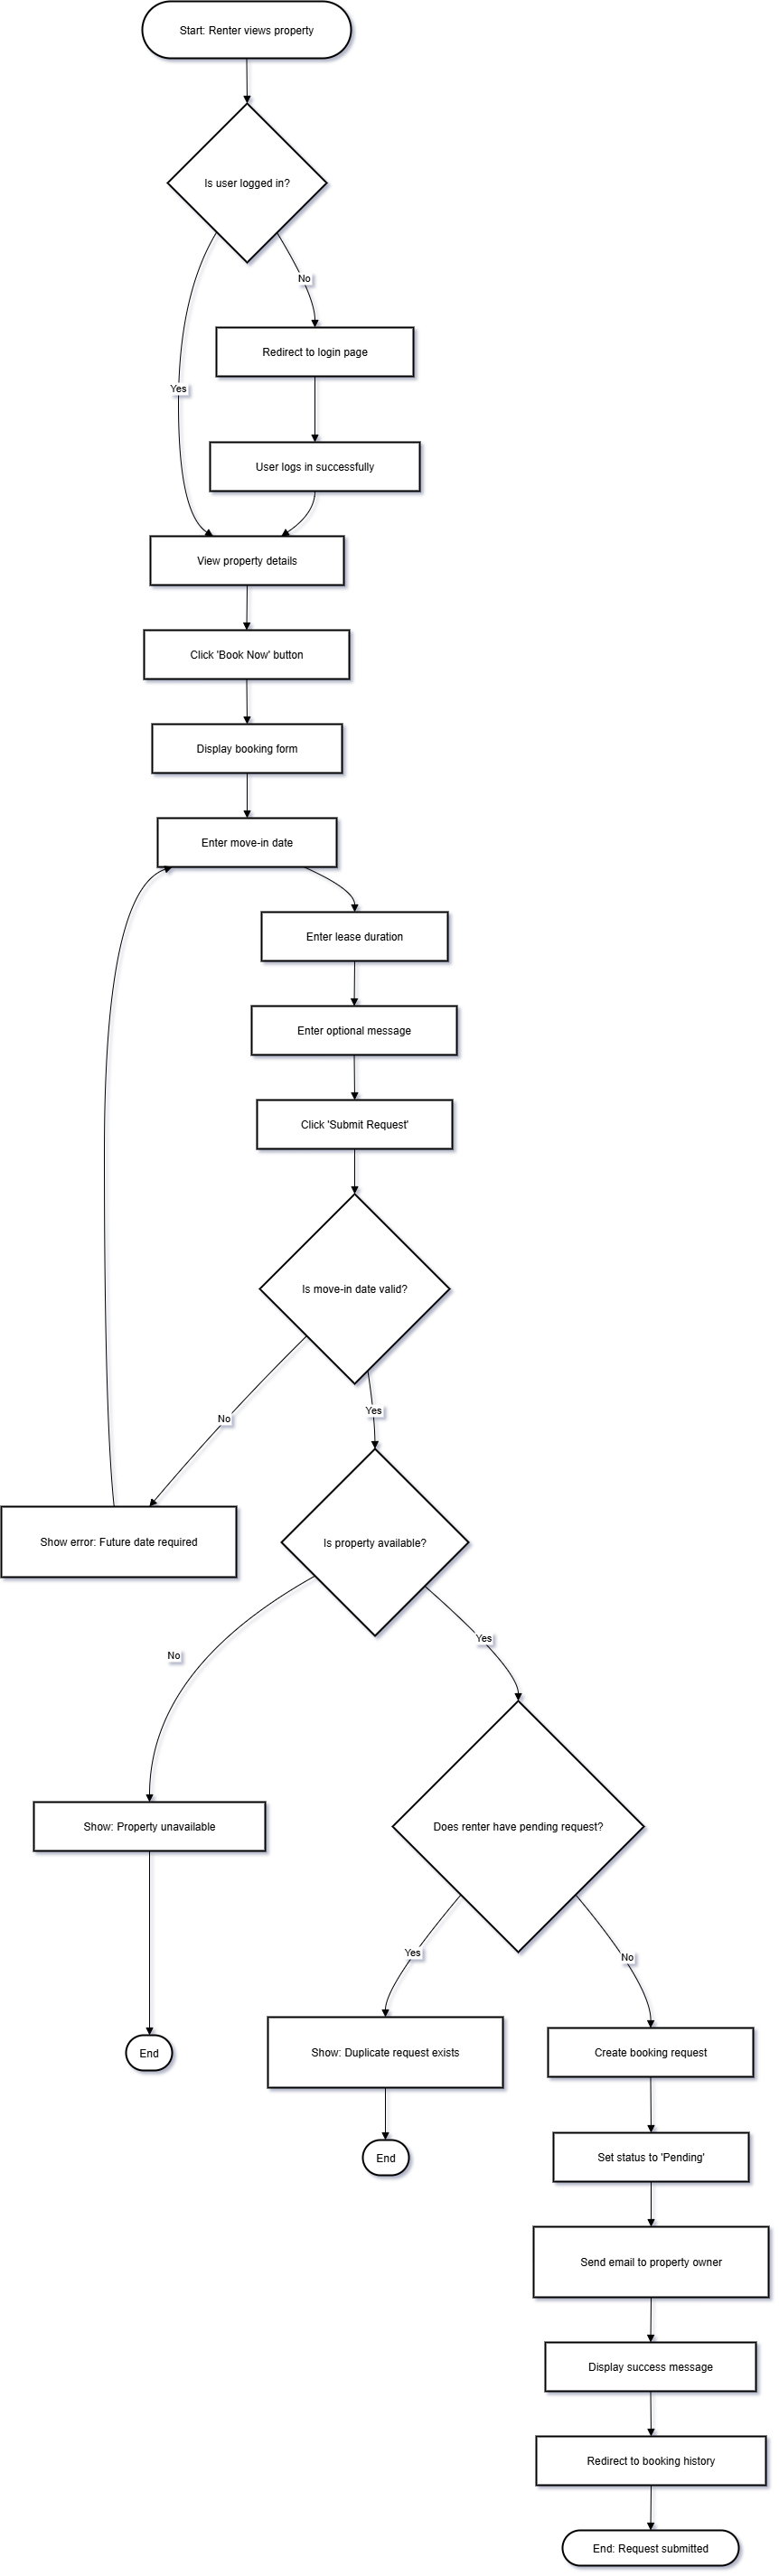 Start: Renter views property
Is user logged in?
No
Redirect to login page
Yes
User logs in successfully
View property details
Click 'Book Now' button
Display booking form
Enter move-in date
Enter lease duration
Enter optional message
Click 'Submit Request'
Is move-in date valid?
Yes
No
Show error: Future date required
Is property available?
Yes
No
Show: Property unavailable
Does renter have pending request?
Yes
No
End
Show: Duplicate request exists
Create booking request
End
Set status to 'Pending'
Send email to property owner
Display success message
Redirect to booking history
End: Request submitted